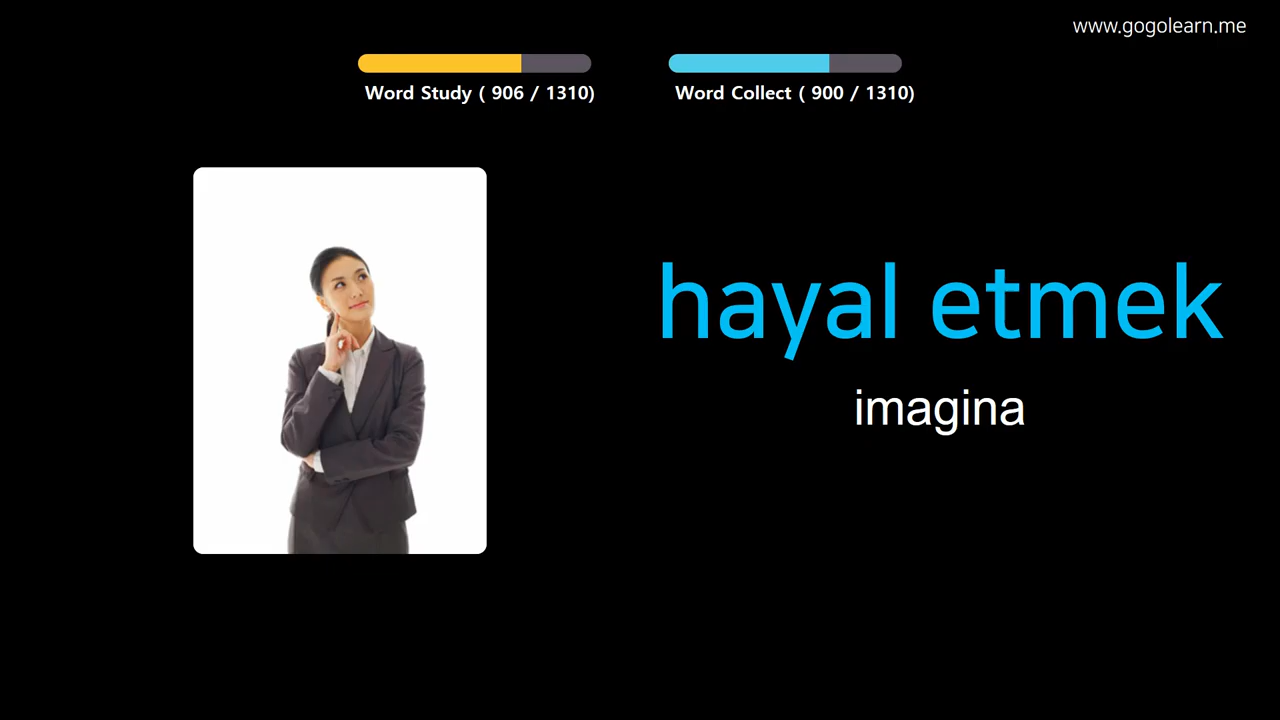 www.gogolearn.me
Word Study ( 906 / 1310)
Word Collect ( 900 / 1310)
hayal etmek
imagina